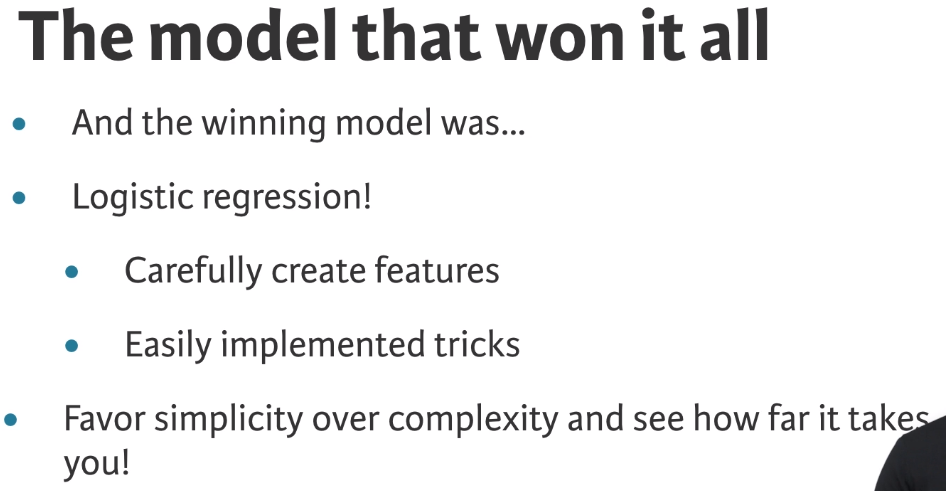 The model that won it all
And the winning model was...
Logistic regression!
Carefully create features
Easily implemented tricks
Favor simplicity over complexity and see how far it takes
you!